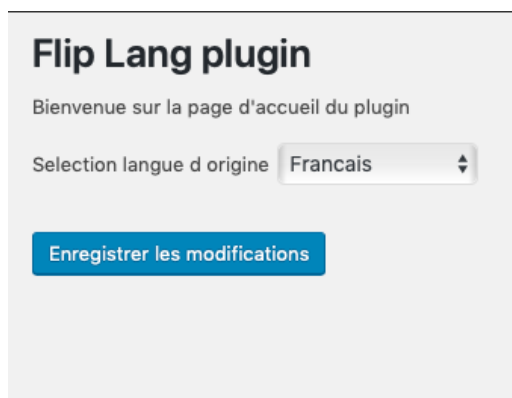 Flip Lang plugin
Bienvenue sur la page d'accueil du plugin
Selection langue d origine Francais
Enregistrer les modifications